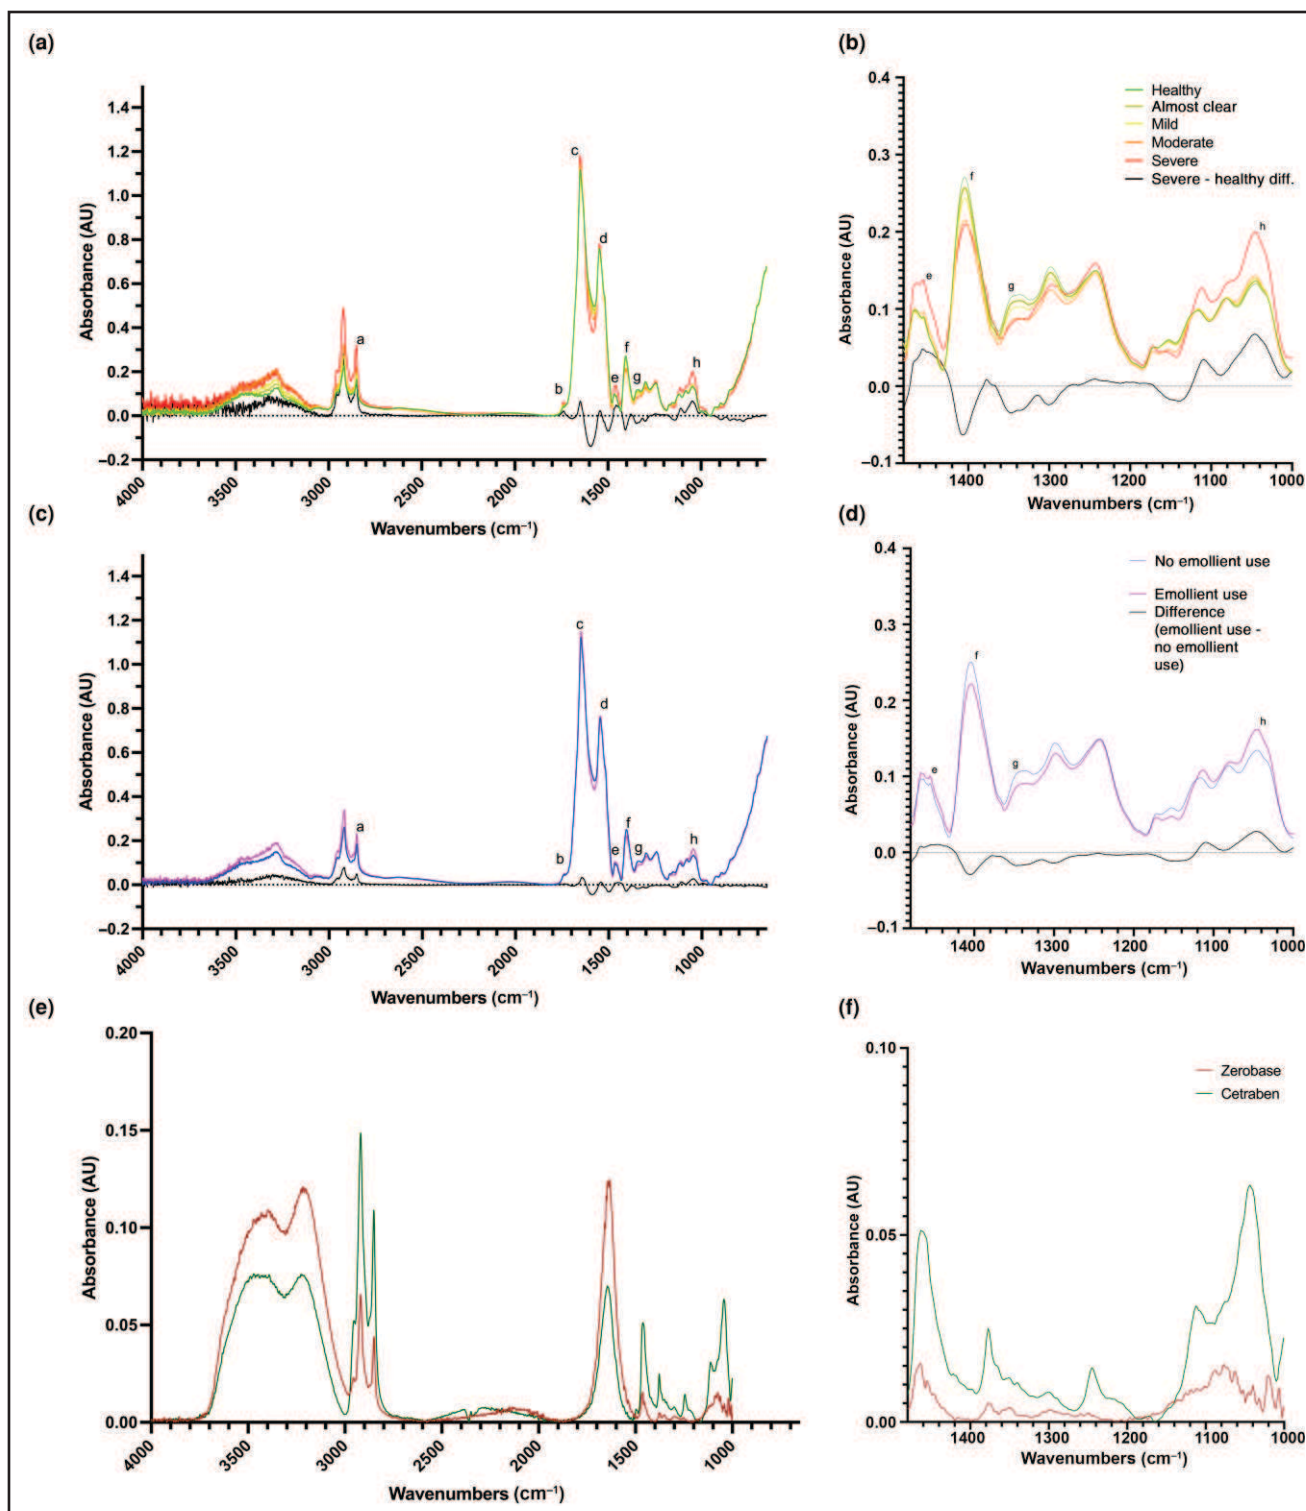 (a)
Absorbance (AU)
1.4
1.2
1.0
0.8
0.6
0.4
0.2
0.0
–0.2
a
b
c
d
e
f
g
h
4000
3500
3000
2500
2000
1500
1000
Wavenumbers (cm⁻¹)
(b)
Absorbance (AU)
0.4
0.3
0.2
0.1
0.0
–0.1
Healthy
Almost clear
Mild
Moderate
Severe
Severe - healthy diff.
e
f
g
h
1400
1300
1200
1100
1000
Wavenumbers (cm⁻¹)
(c)
Absorbance (AU)
1.4
1.2
1.0
0.8
0.6
0.4
0.2
0.0
–0.2
a
b
c
d
e
f
g
h
4000
3500
3000
2500
2000
1500
1000
Wavenumbers (cm⁻¹)
(d)
Absorbance (AU)
0.4
0.3
0.2
0.1
0.0
–0.1
No emollient use
Emollient use
Difference
(emollient use -
no emollient
use)
e
f
g
h
1400
1300
1200
1100
1000
Wavenumbers (cm⁻¹)
(e)
Absorbance (AU)
0.20
0.15
0.10
0.05
0.00
4000
3500
3000
2500
2000
1500
1000
Wavenumbers (cm⁻¹)
(f)
Absorbance (AU)
0.10
0.05
0.00
Zerobase
Cetraben
1400
1300
1200
1100
1000
Wavenumbers (cm⁻¹)